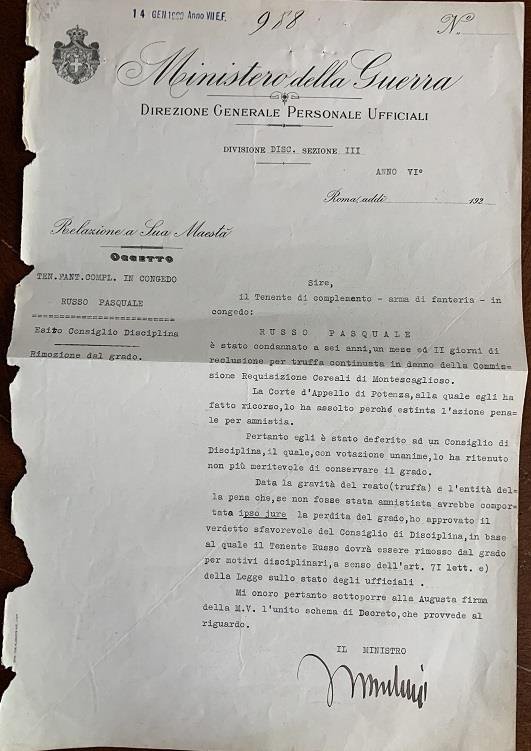 14 GEN 1929 Anno VII E.F.
988
N.
Ministero della Guerra
DIREZIONE GENERALE PERSONALE UFFICIALI
DIVISIONE DISC. SEZIONE III
ANNO VI°
Roma, addì 192
Relazione a Sua Maestà
OGGETTO
TEN.FANT.COMPL. IN CONGEDO
RUSSO PASQUALE
=========================
Esito Consiglio Disciplina
Rimozione dal grado.
Sire,
il Tenente di complemento - arma di fanteria - in
congedo:
RUSSO PASQUALE
è stato condannato a sei anni,un mese ed II giorni di
reclusione per truffa continuata in danno della Commis=
sione Requisizione Cereali di Montescaglioso.
La Corte d'Appello di Potenza,alla quale egli ha
fatto ricorso,lo ha assolto perché estinta l'azione pena=
le per amnistia.
Pertanto egli è stato deferito ad un Consiglio di
Disciplina,il quale,con votazione unanime,lo ha ritenuto
non più meritevole di conservare il grado.
Data la gravità del reato(truffa) e l'entità del=
la pena che,se non fosse stata amnistiata avrebbe compor=
tata ipso jure la perdita del grado,ho approvato il
verdetto sfavorevole del Consiglio di Disciplina,in base
al quale il Tenente Russo dovrà essere rimosso dal grado
per motivi disciplinari,a senso dell'art. 7I lett. e)
della Legge sullo stato degli ufficiali .
Mi onoro pertanto sottoporre alla Augusta firma
della M.V. l'unito schema di Decreto,che provvede al
riguardo.
IL MINISTRO
Mussolini